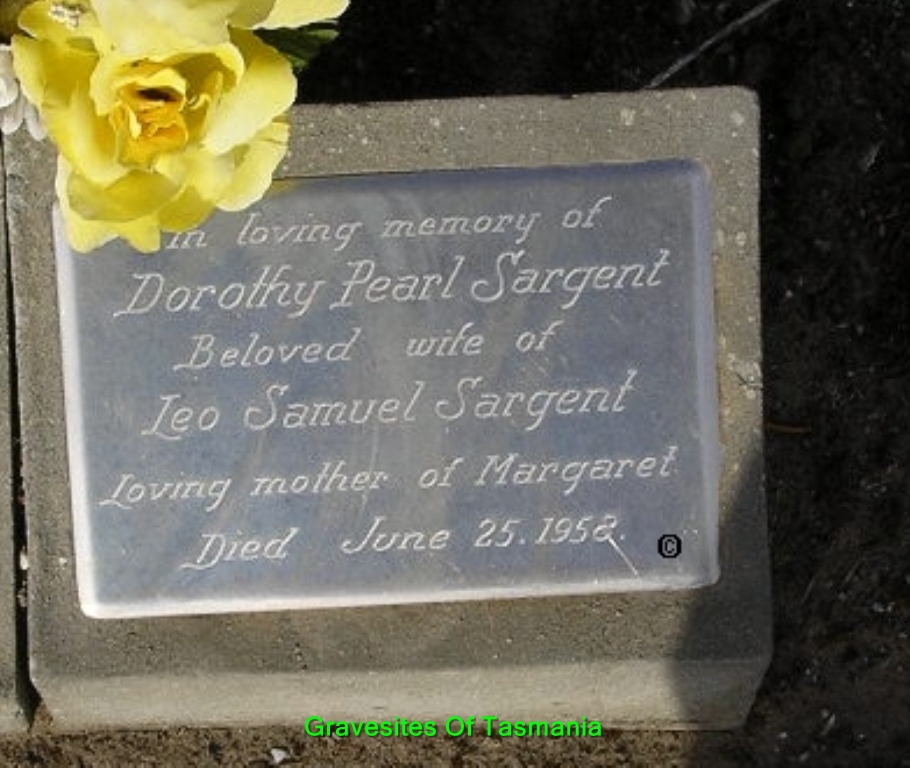 In loving memory of
Dorothy Pearl Sargent
Beloved wife of
Leo Samuel Sargent
Loving mother of Margaret
Died June 25. 1958.
©
Gravesites Of Tasmania